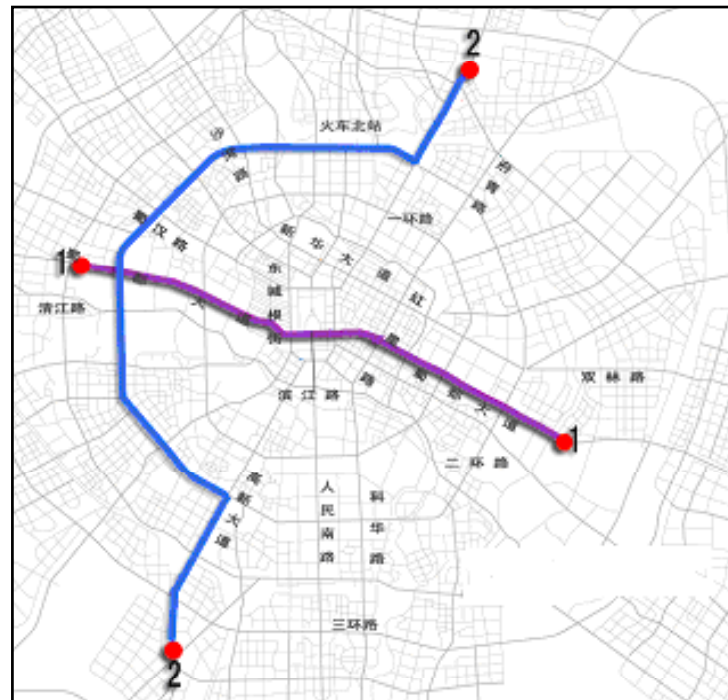 2
火车北站
沙湾路
府青路
一环路
蜀汉路
新华大道
红
东城根街
1
大道
清江路
双林路
蜀都大道
路
滨江路
1
二环路
高新大道
人民南路
科华路
三环路
2